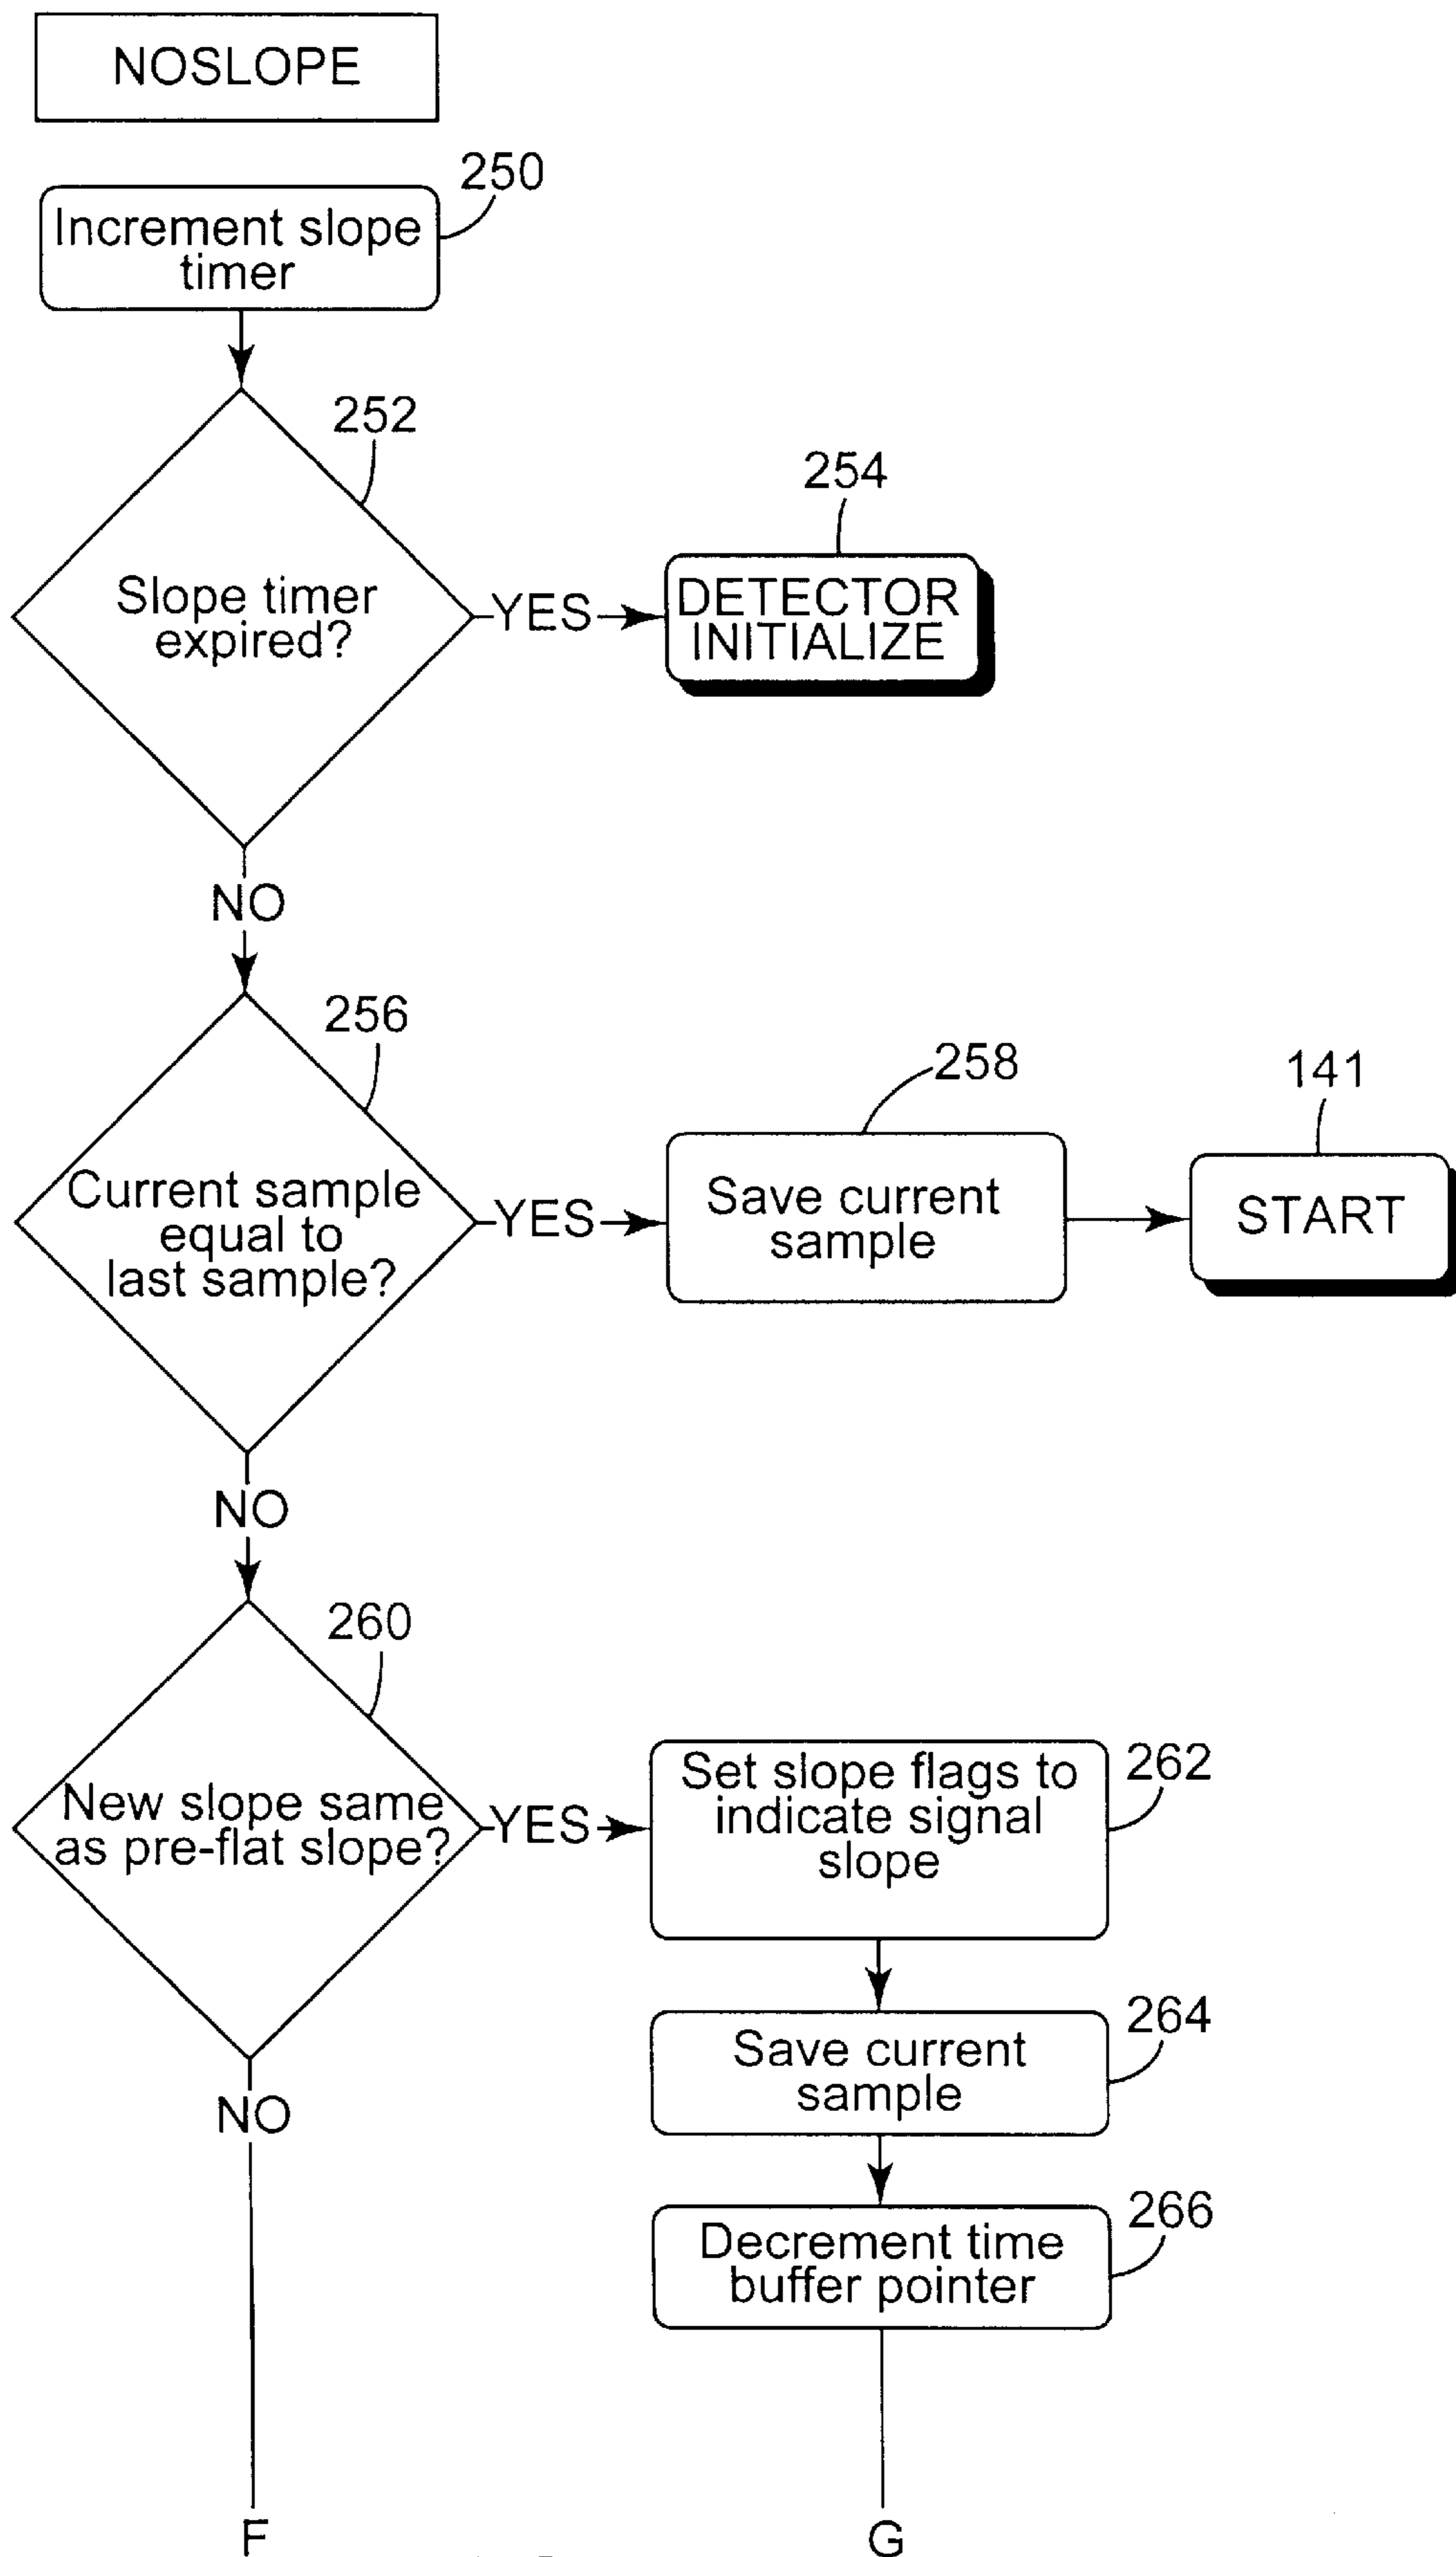 NOSLOPE
250
Increment slope
timer
252
Slope timer
expired?
YES
254
DETECTOR
INITIALIZE
NO
256
Current sample
equal to
last sample?
YES
258
Save current
sample
141
START
NO
260
New slope same
as pre-flat slope?
YES
262
Set slope flags to
indicate signal
slope
264
Save current
sample
NO
266
Decrement time
buffer pointer
F
G